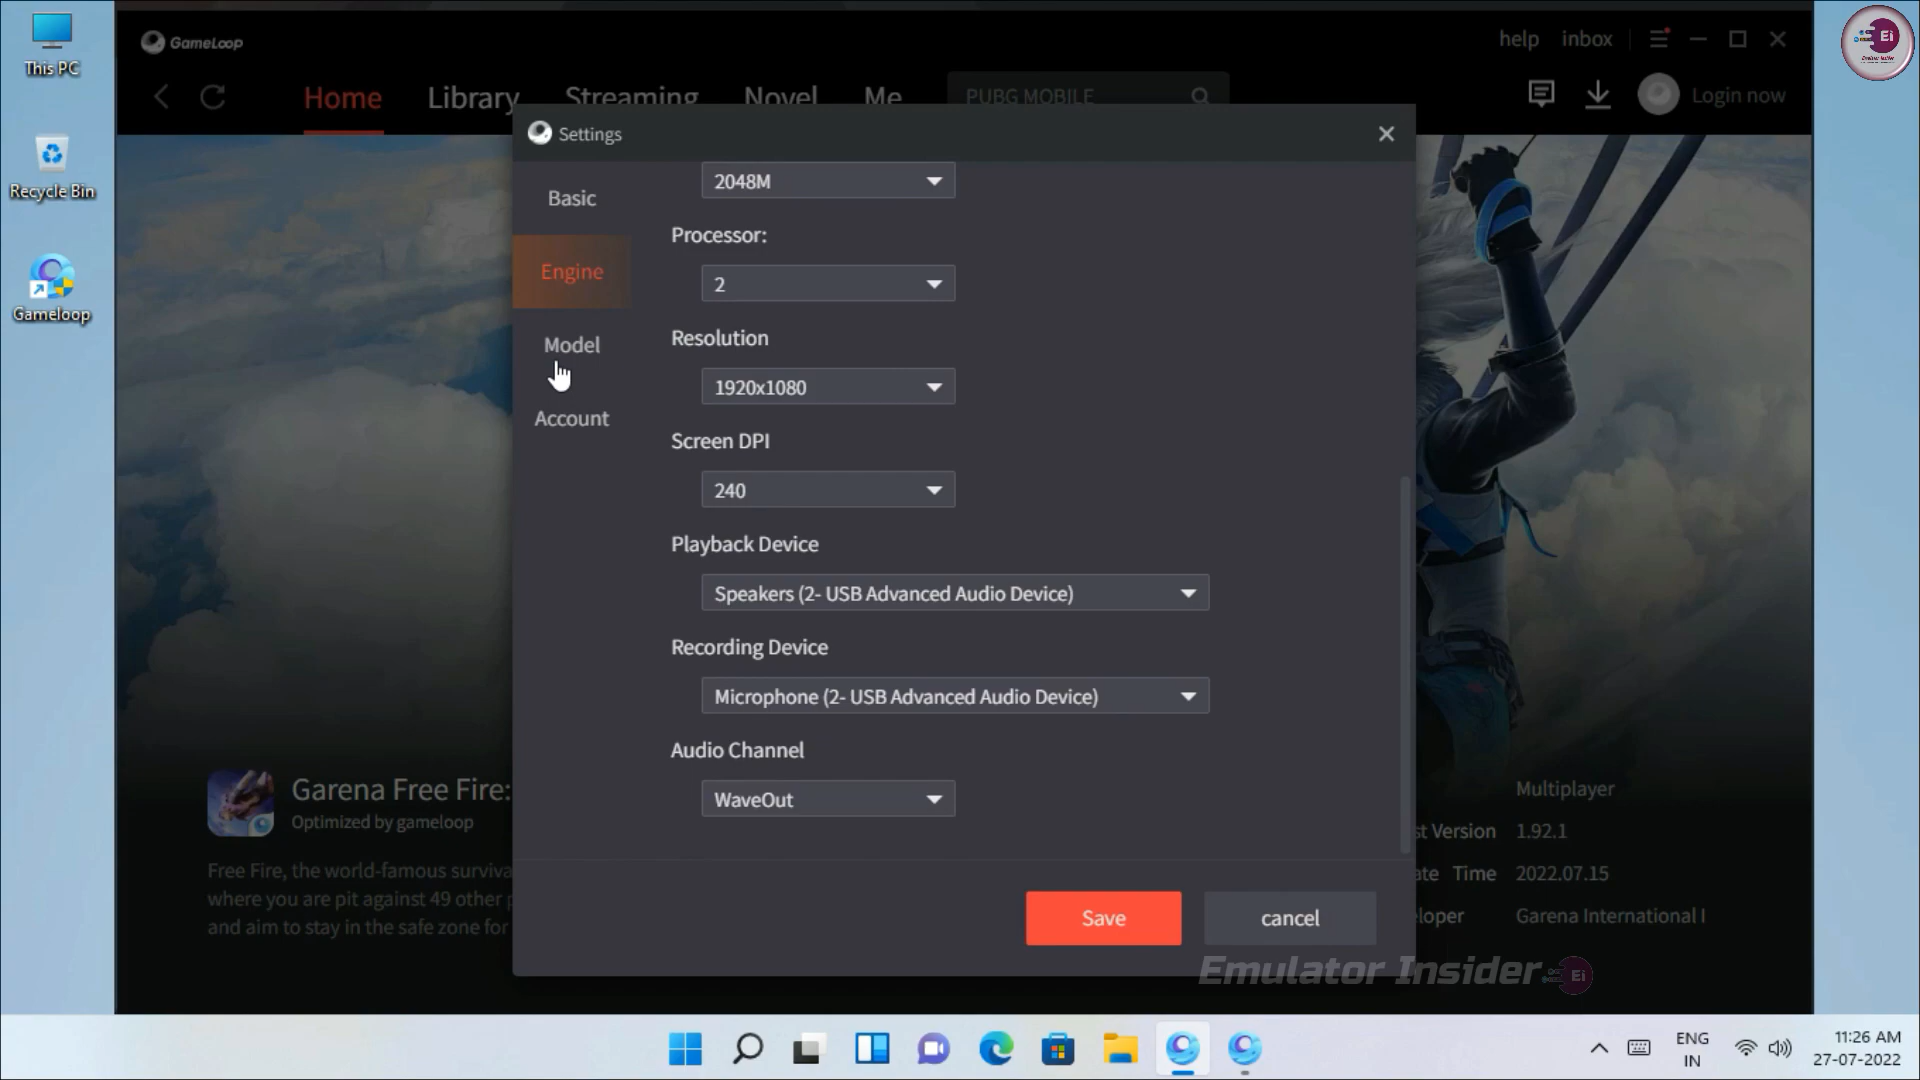 This PC
Recycle Bin
Gameloop
GameLoop
help inbox
Home Library Streaming Novel Me PUBG MOBILE Login now
Settings
Basic
Engine
Model
Account
2048M
Processor:
2
Resolution
1920x1080
Screen DPI
240
Playback Device
Speakers (2- USB Advanced Audio Device)
Recording Device
Microphone (2- USB Advanced Audio Device)
Audio Channel
WaveOut
Save cancel
Garena Free Fire:
Optimized by gameloop
Free Fire, the world-famous surviva
where you are pit against 49 other p
and aim to stay in the safe zone for
Multiplayer
st Version 1.92.1
ate Time 2022.07.15
loper Garena International I
Emulator Insider Ei
Ei
Emulator Insider
ENG
IN
11:26 AM
27-07-2022